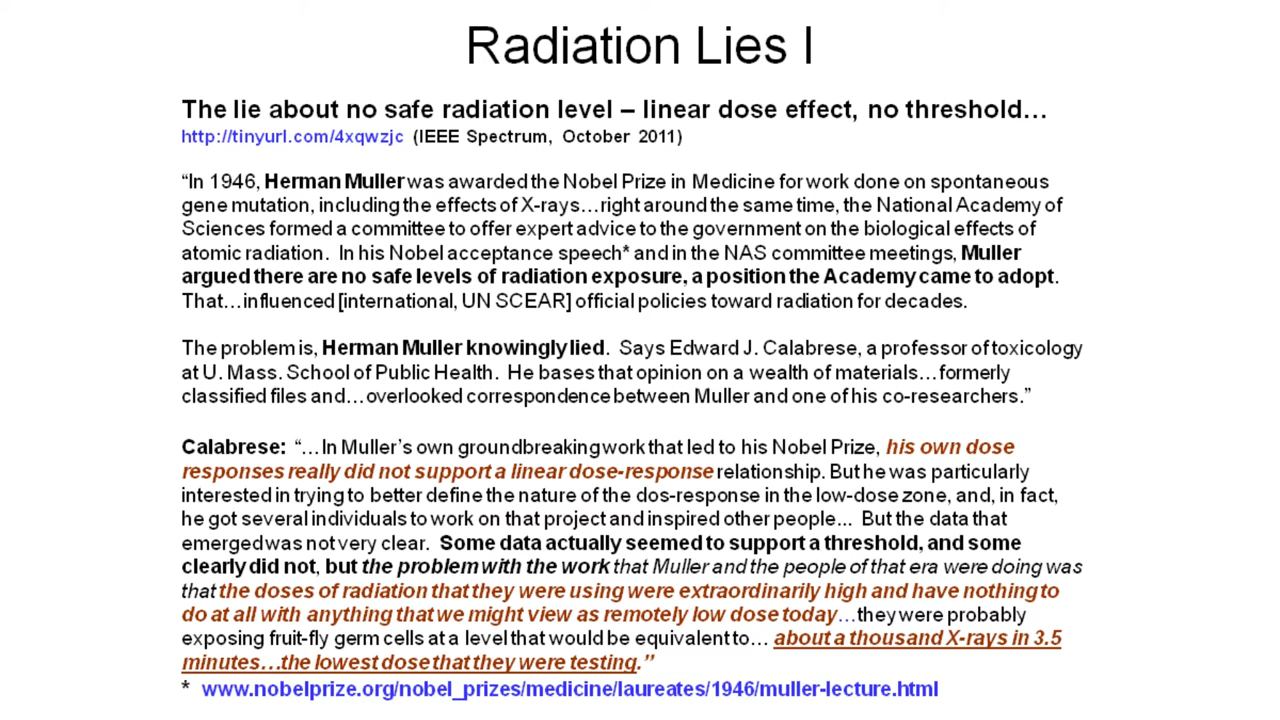 Radiation Lies I
The lie about no safe radiation level – linear dose effect, no threshold…
http://tinyurl.com/4xqwzjc (IEEE Spectrum, October 2011)
“In 1946, Herman Muller was awarded the Nobel Prize in Medicine for work done on spontaneous
gene mutation, including the effects of X-rays…right around the same time, the National Academy of
Sciences formed a committee to offer expert advice to the government on the biological effects of
atomic radiation. In his Nobel acceptance speech* and in the NAS committee meetings, Muller
argued there are no safe levels of radiation exposure, a position the Academy came to adopt.
That…influenced [international, UN SCEAR] official policies toward radiation for decades.
The problem is, Herman Muller knowingly lied. Says Edward J. Calabrese, a professor of toxicology
at U. Mass. School of Public Health. He bases that opinion on a wealth of materials…formerly
classified files and…overlooked correspondence between Muller and one of his co-researchers.”
Calabrese: “…In Muller’s own groundbreaking work that led to his Nobel Prize, his own dose
responses really did not support a linear dose-response relationship. But he was particularly
interested in trying to better define the nature of the dos-response in the low-dose zone, and, in fact,
he got several individuals to work on that project and inspired other people... But the data that
emerged was not very clear. Some data actually seemed to support a threshold, and some
clearly did not, but the problem with the work that Muller and the people of that era were doing was
that the doses of radiation that they were using were extraordinarily high and have nothing to
do at all with anything that we might view as remotely low dose today…they were probably
exposing fruit-fly germ cells at a level that would be equivalent to… about a thousand X-rays in 3.5
minutes…the lowest dose that they were testing.”
* www.nobelprize.org/nobel_prizes/medicine/laureates/1946/muller-lecture.html